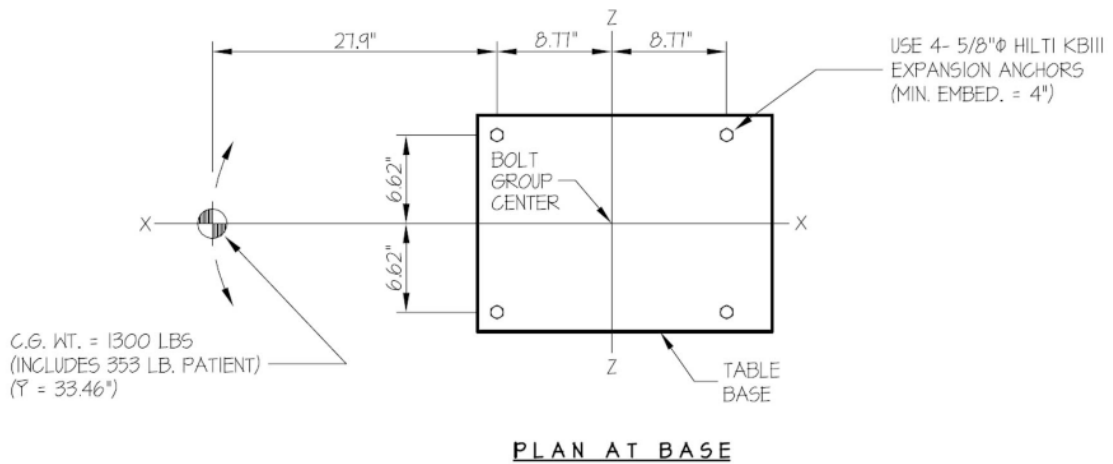 Z
27.9"
8.77"
8.77"
USE 4- 5/8"Φ HILTI KBIII
EXPANSION ANCHORS
(MIN. EMBED. = 4")
6.62"
BOLT
GROUP
CENTER
X
X
6.62"
C.G. WT. = 1300 LBS
(INCLUDES 353 LB. PATIENT)
(Ȳ = 33.46")
Z
TABLE
BASE
PLAN AT BASE